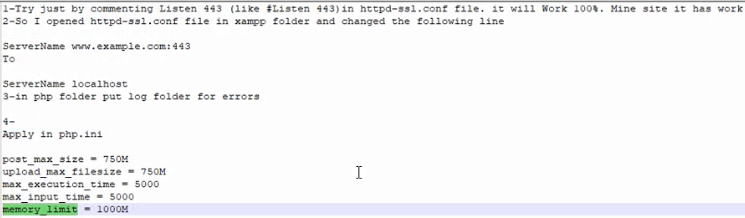 1-Try just by commenting Listen 443 (like #Listen 443)in httpd-ssl.conf file. it will Work 100%. Mine site it has work
2-So I opened httpd-ssl.conf file in xampp folder and changed the following line
ServerName www.example.com:443
To
ServerName localhost
3-in php folder put log folder for errors
4-
Apply in php.ini
post_max_size = 750M
upload_max_filesize = 750M
max_execution_time = 5000
max_input_time = 5000
memory_limit = 1000M